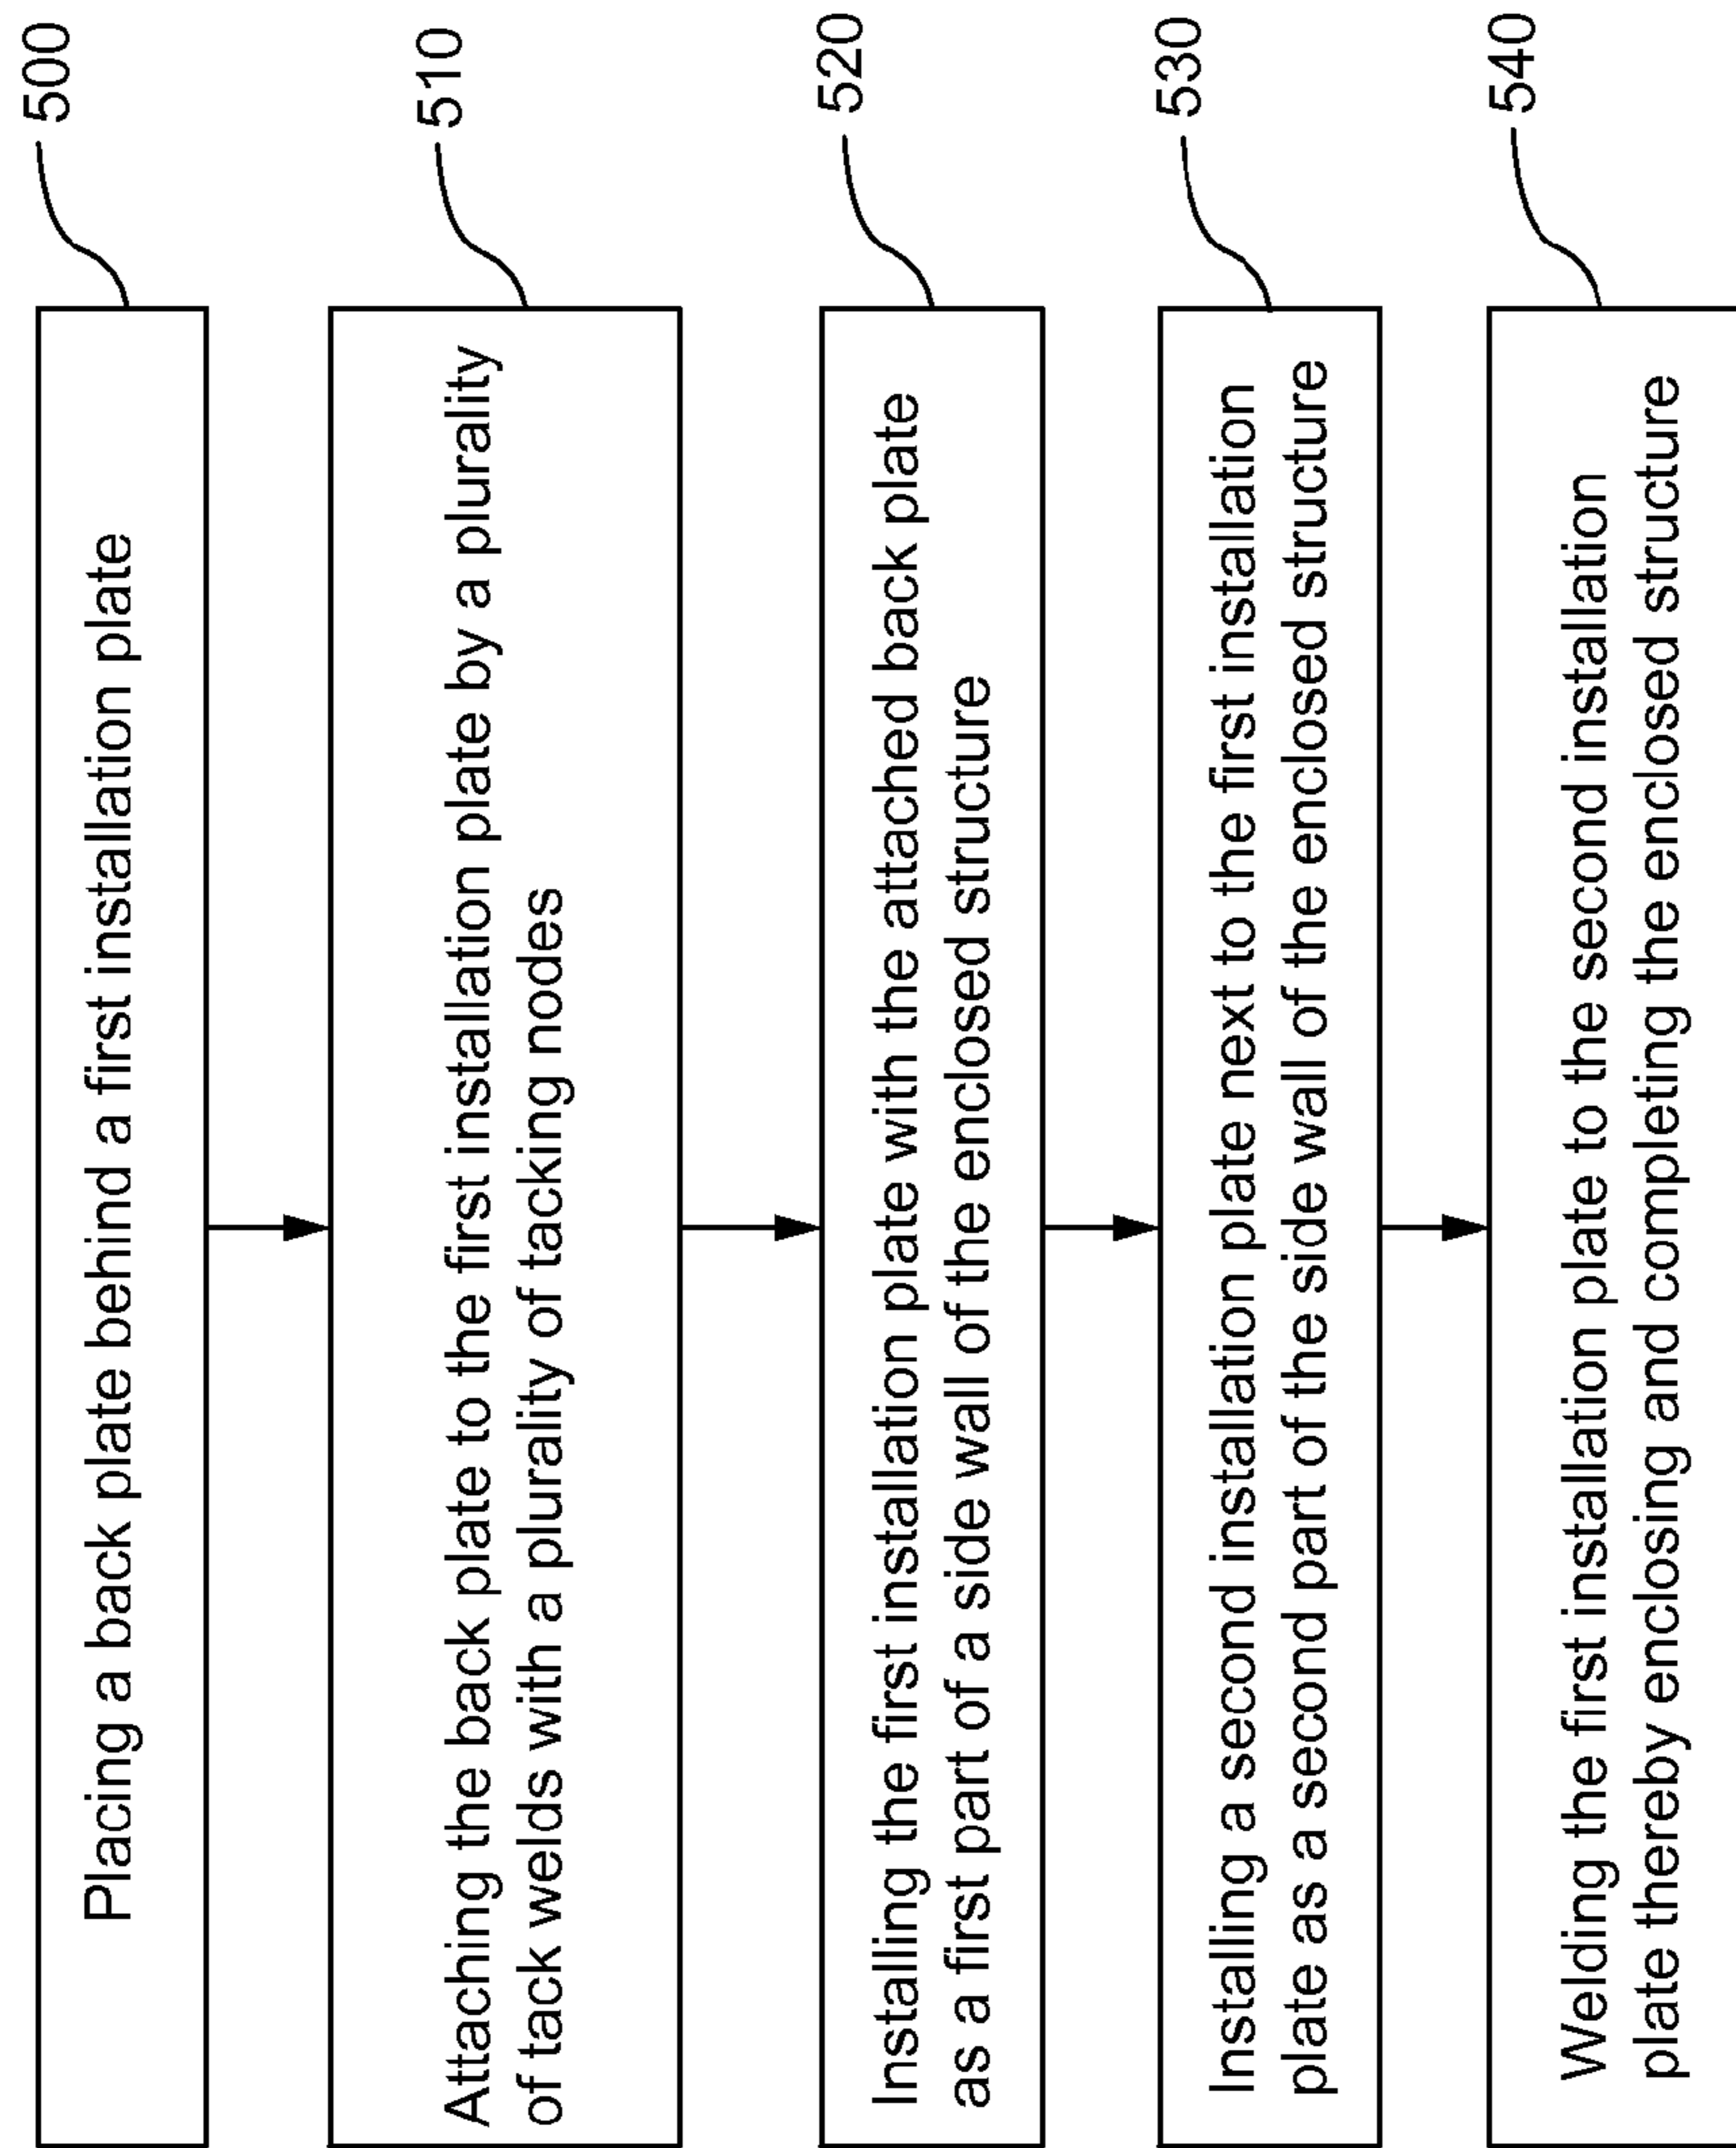 Placing a back plate behind a first installation plate
500
Attaching the back plate to the first installation plate by a plurality
of tack welds with a plurality of tacking nodes
510
Installing the first installation plate with the attached back plate
as a first part of a side wall of the enclosed structure
520
Installing a second installation plate next to the first installation
plate as a second part of the side wall of the enclosed structure
530
Welding the first installation plate to the second installation
plate thereby enclosing and completing the enclosed structure
540